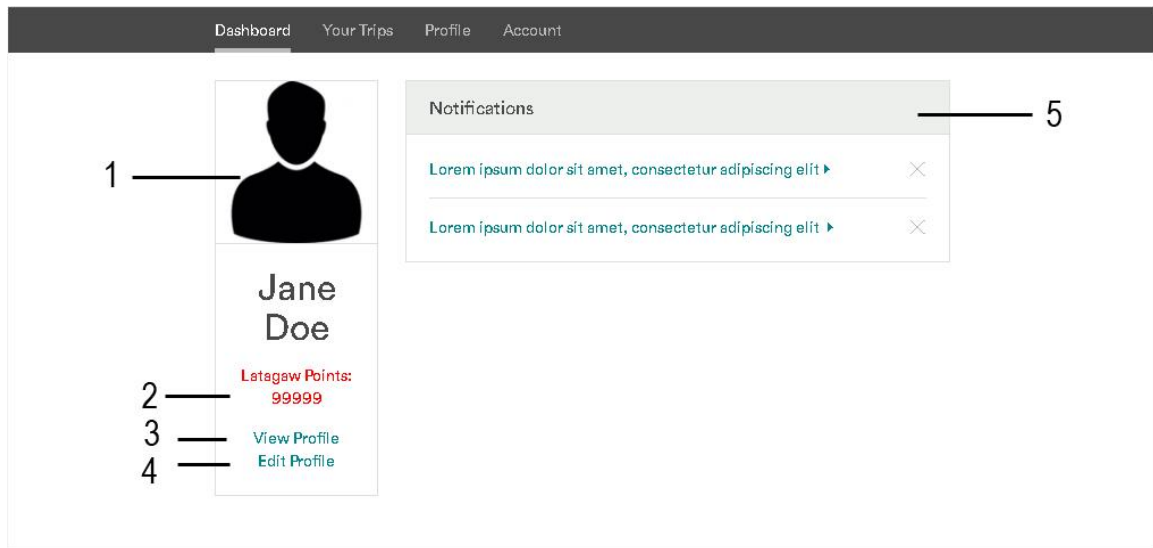 Dashboard Your Trips Profile Account
Notifications
5
1
Lorem ipsum dolor sit amet, consectetur adipiscing elit
Lorem ipsum dolor sit amet, consectetur adipiscing elit
Jane
Doe
Latagaw Points:
2
99999
3
View Profile
4
Edit Profile